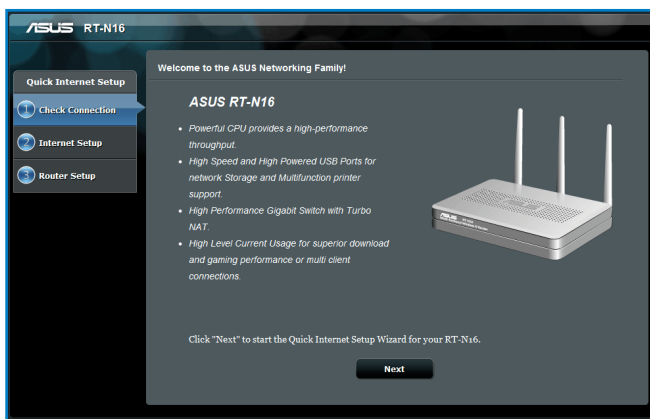 ASUS RT-N16
Welcome to the ASUS Networking Family!
Quick Internet Setup
1 Check Connection
2 Internet Setup
3 Router Setup
ASUS RT-N16
• Powerful CPU provides a high-performance
throughput.
• High Speed and High Powered USB Ports for
network Storage and Multifunction printer
support.
• High Performance Gigabit Switch with Turbo
NAT.
• High Level Current Usage for superior download
and gaming performance or multi client
connections.
ASUS
Click "Next" to start the Quick Internet Setup Wizard for your RT-N16.
Next